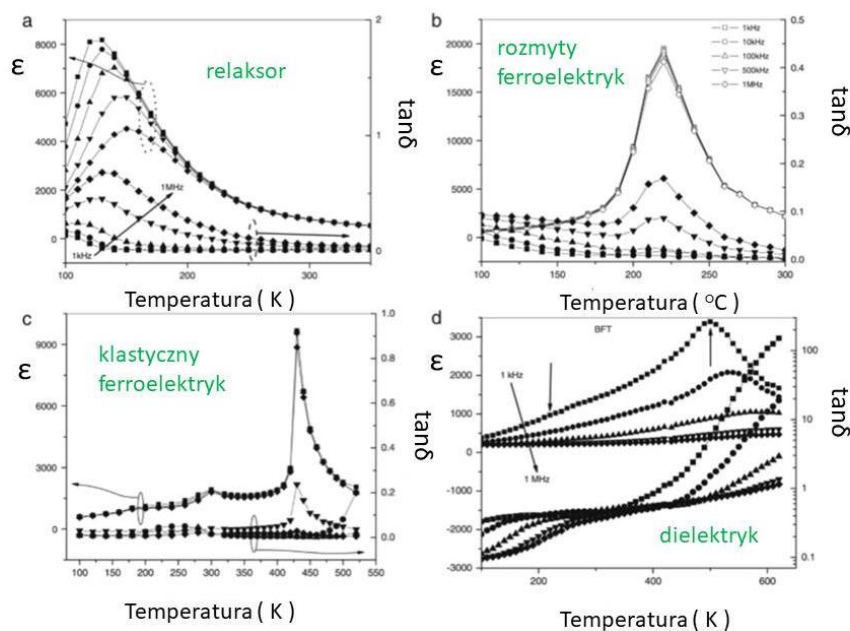 a
8000
6000
4000
2000
0
ε
relaksor
1MHz
1kHz
2
1
0
tanδ
100
200
300
Temperatura ( K )
b
20000
15000
10000
5000
0
ε
rozmyty
ferroelektryk
1kHz
10kHz
100kHz
500kHz
1MHz
0.5
0.4
0.3
0.2
0.1
0.0
tanδ
100
150
200
250
300
Temperatura ( ºC )
c
9000
6000
3000
0
ε
klastyczny
ferroelektryk
1.0
0.8
0.6
0.4
0.2
0.0
tanδ
100
150
200
250
300
350
400
450
500
550
Temperatura ( K )
d
3000
2000
1000
0
-1000
-2000
-3000
ε
BFT
1 kHz
1 MHz
dielektryk
100
10
1
0.1
tanδ
200
400
600
Temperatura ( K )